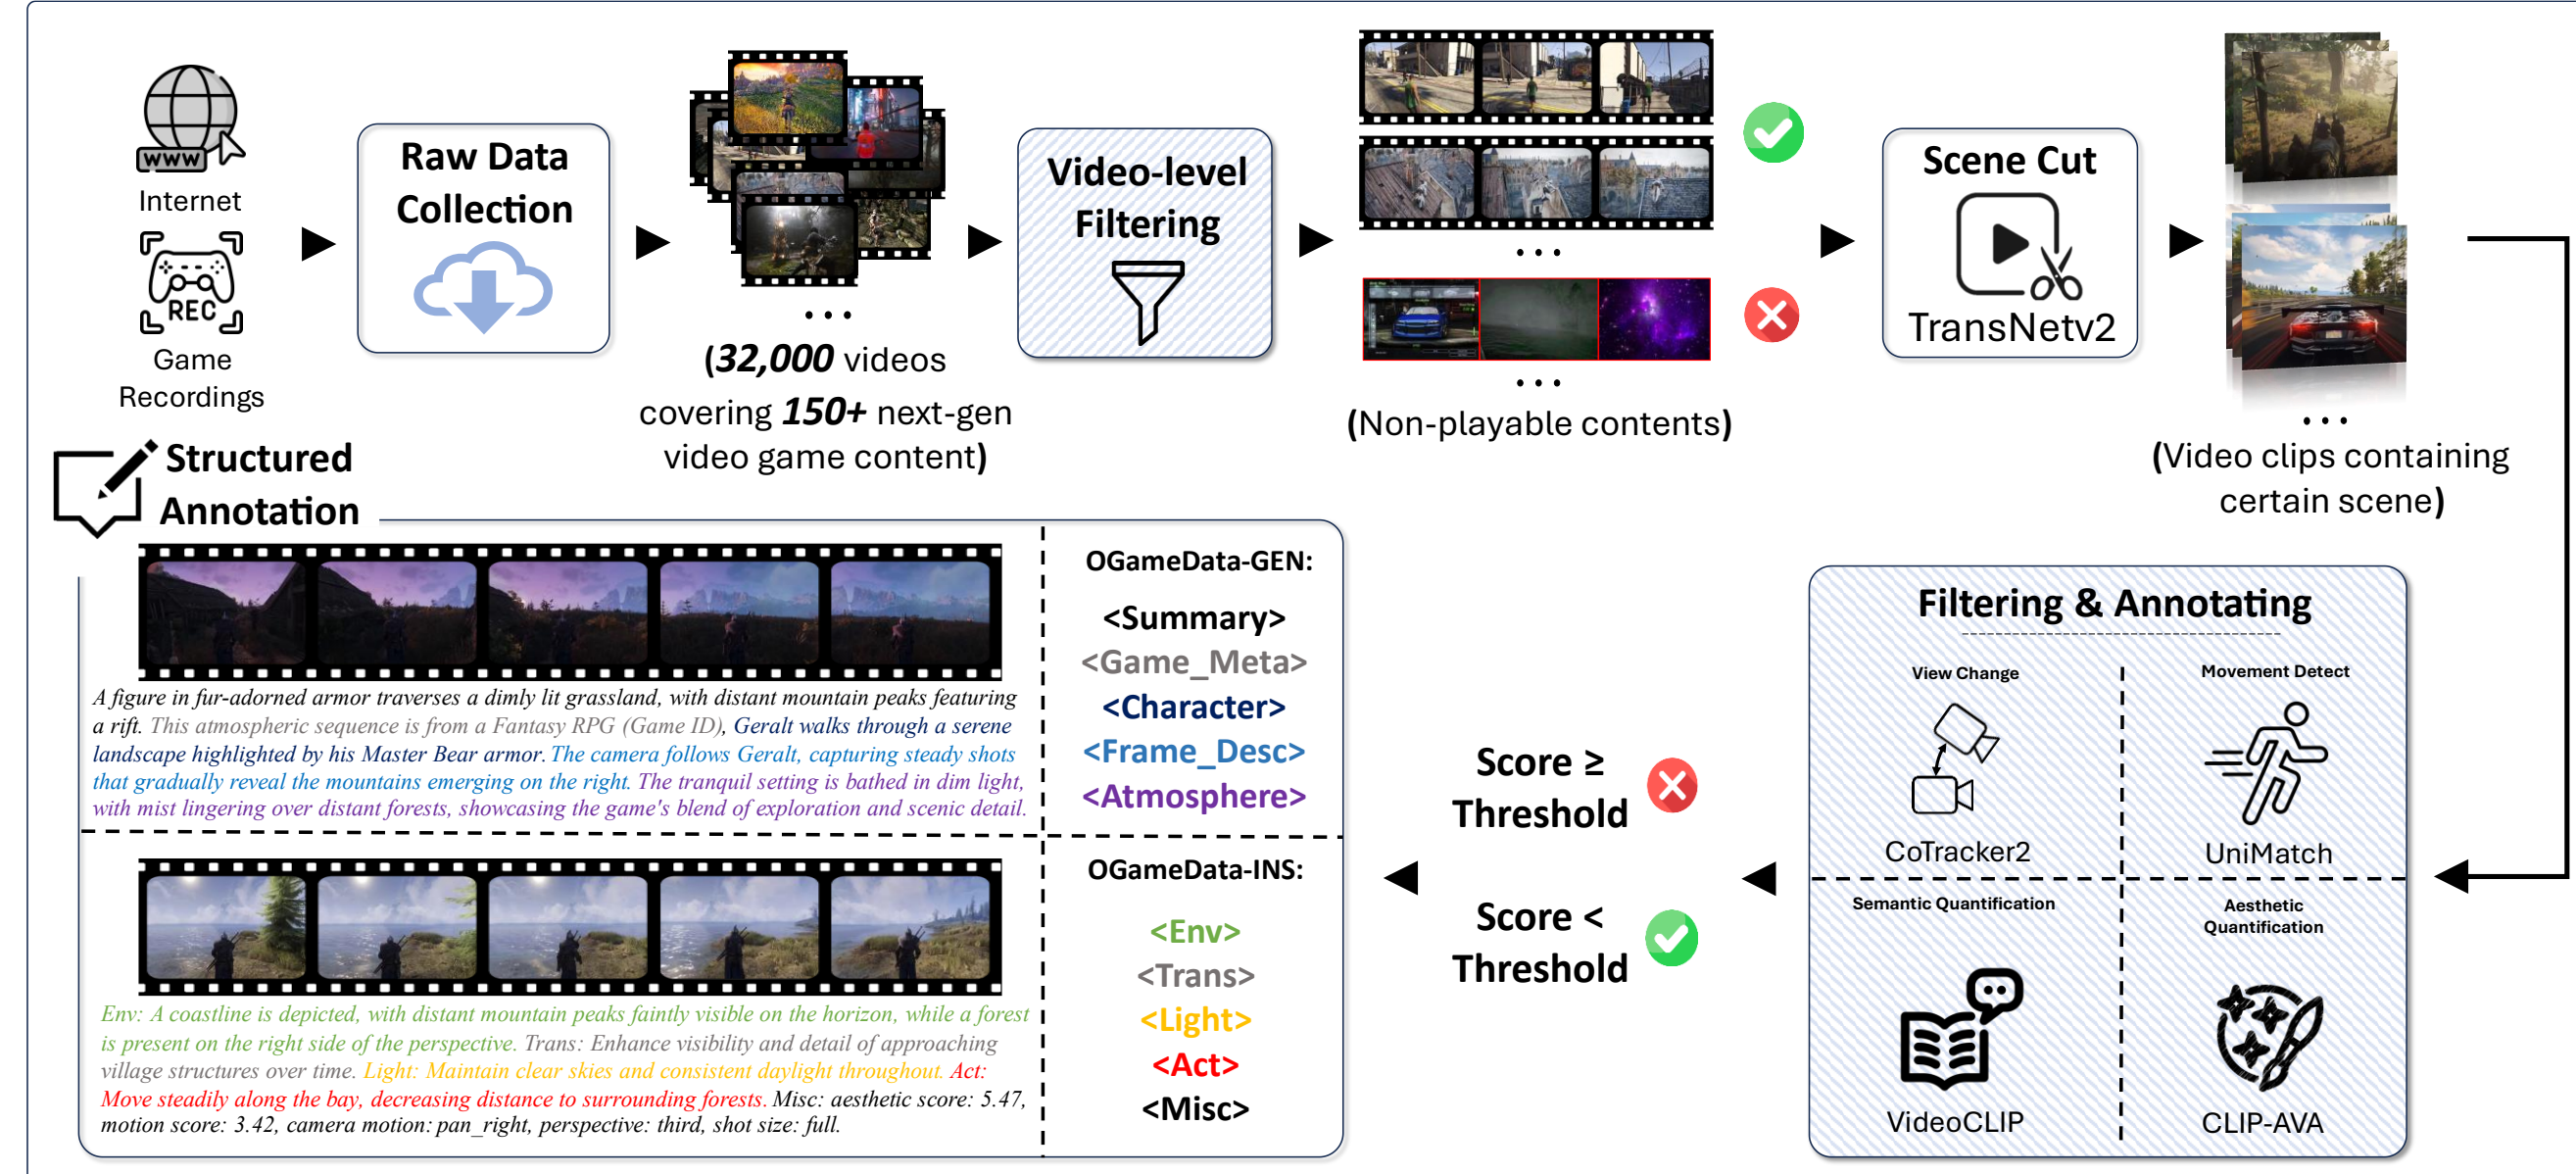 WWW
Internet
REC
Game
Recordings
Raw Data
Collection
...
(32,000 videos
covering 150+ next-gen
video game content)
Video-level
Filtering
...
...
(Non-playable contents)
Scene Cut
TransNetv2
...
(Video clips containing
certain scene)
Filtering & Annotating
View Change
CoTracker2
Movement Detect
UniMatch
Semantic Quantification
VideoCLIP
Aesthetic
Quantification
CLIP-AVA
Score ≥
Threshold
Score <
Threshold
Structured
Annotation
A figure in fur-adorned armor traverses a dimly lit grassland, with distant mountain peaks featuring
a rift. This atmospheric sequence is from a Fantasy RPG (Game ID), Geralt walks through a serene
landscape highlighted by his Master Bear armor. The camera follows Geralt, capturing steady shots
that gradually reveal the mountains emerging on the right. The tranquil setting is bathed in dim light,
with mist lingering over distant forests, showcasing the game's blend of exploration and scenic detail.
OGameData-GEN:
<Summary>
<Game_Meta>
<Character>
<Frame_Desc>
<Atmosphere>
Env: A coastline is depicted, with distant mountain peaks faintly visible on the horizon, while a forest
is present on the right side of the perspective. Trans: Enhance visibility and detail of approaching
village structures over time. Light: Maintain clear skies and consistent daylight throughout. Act:
Move steadily along the bay, decreasing distance to surrounding forests. Misc: aesthetic score: 5.47,
motion score: 3.42, camera motion: pan_right, perspective: third, shot size: full.
OGameData-INS:
<Env>
<Trans>
<Light>
<Act>
<Misc>